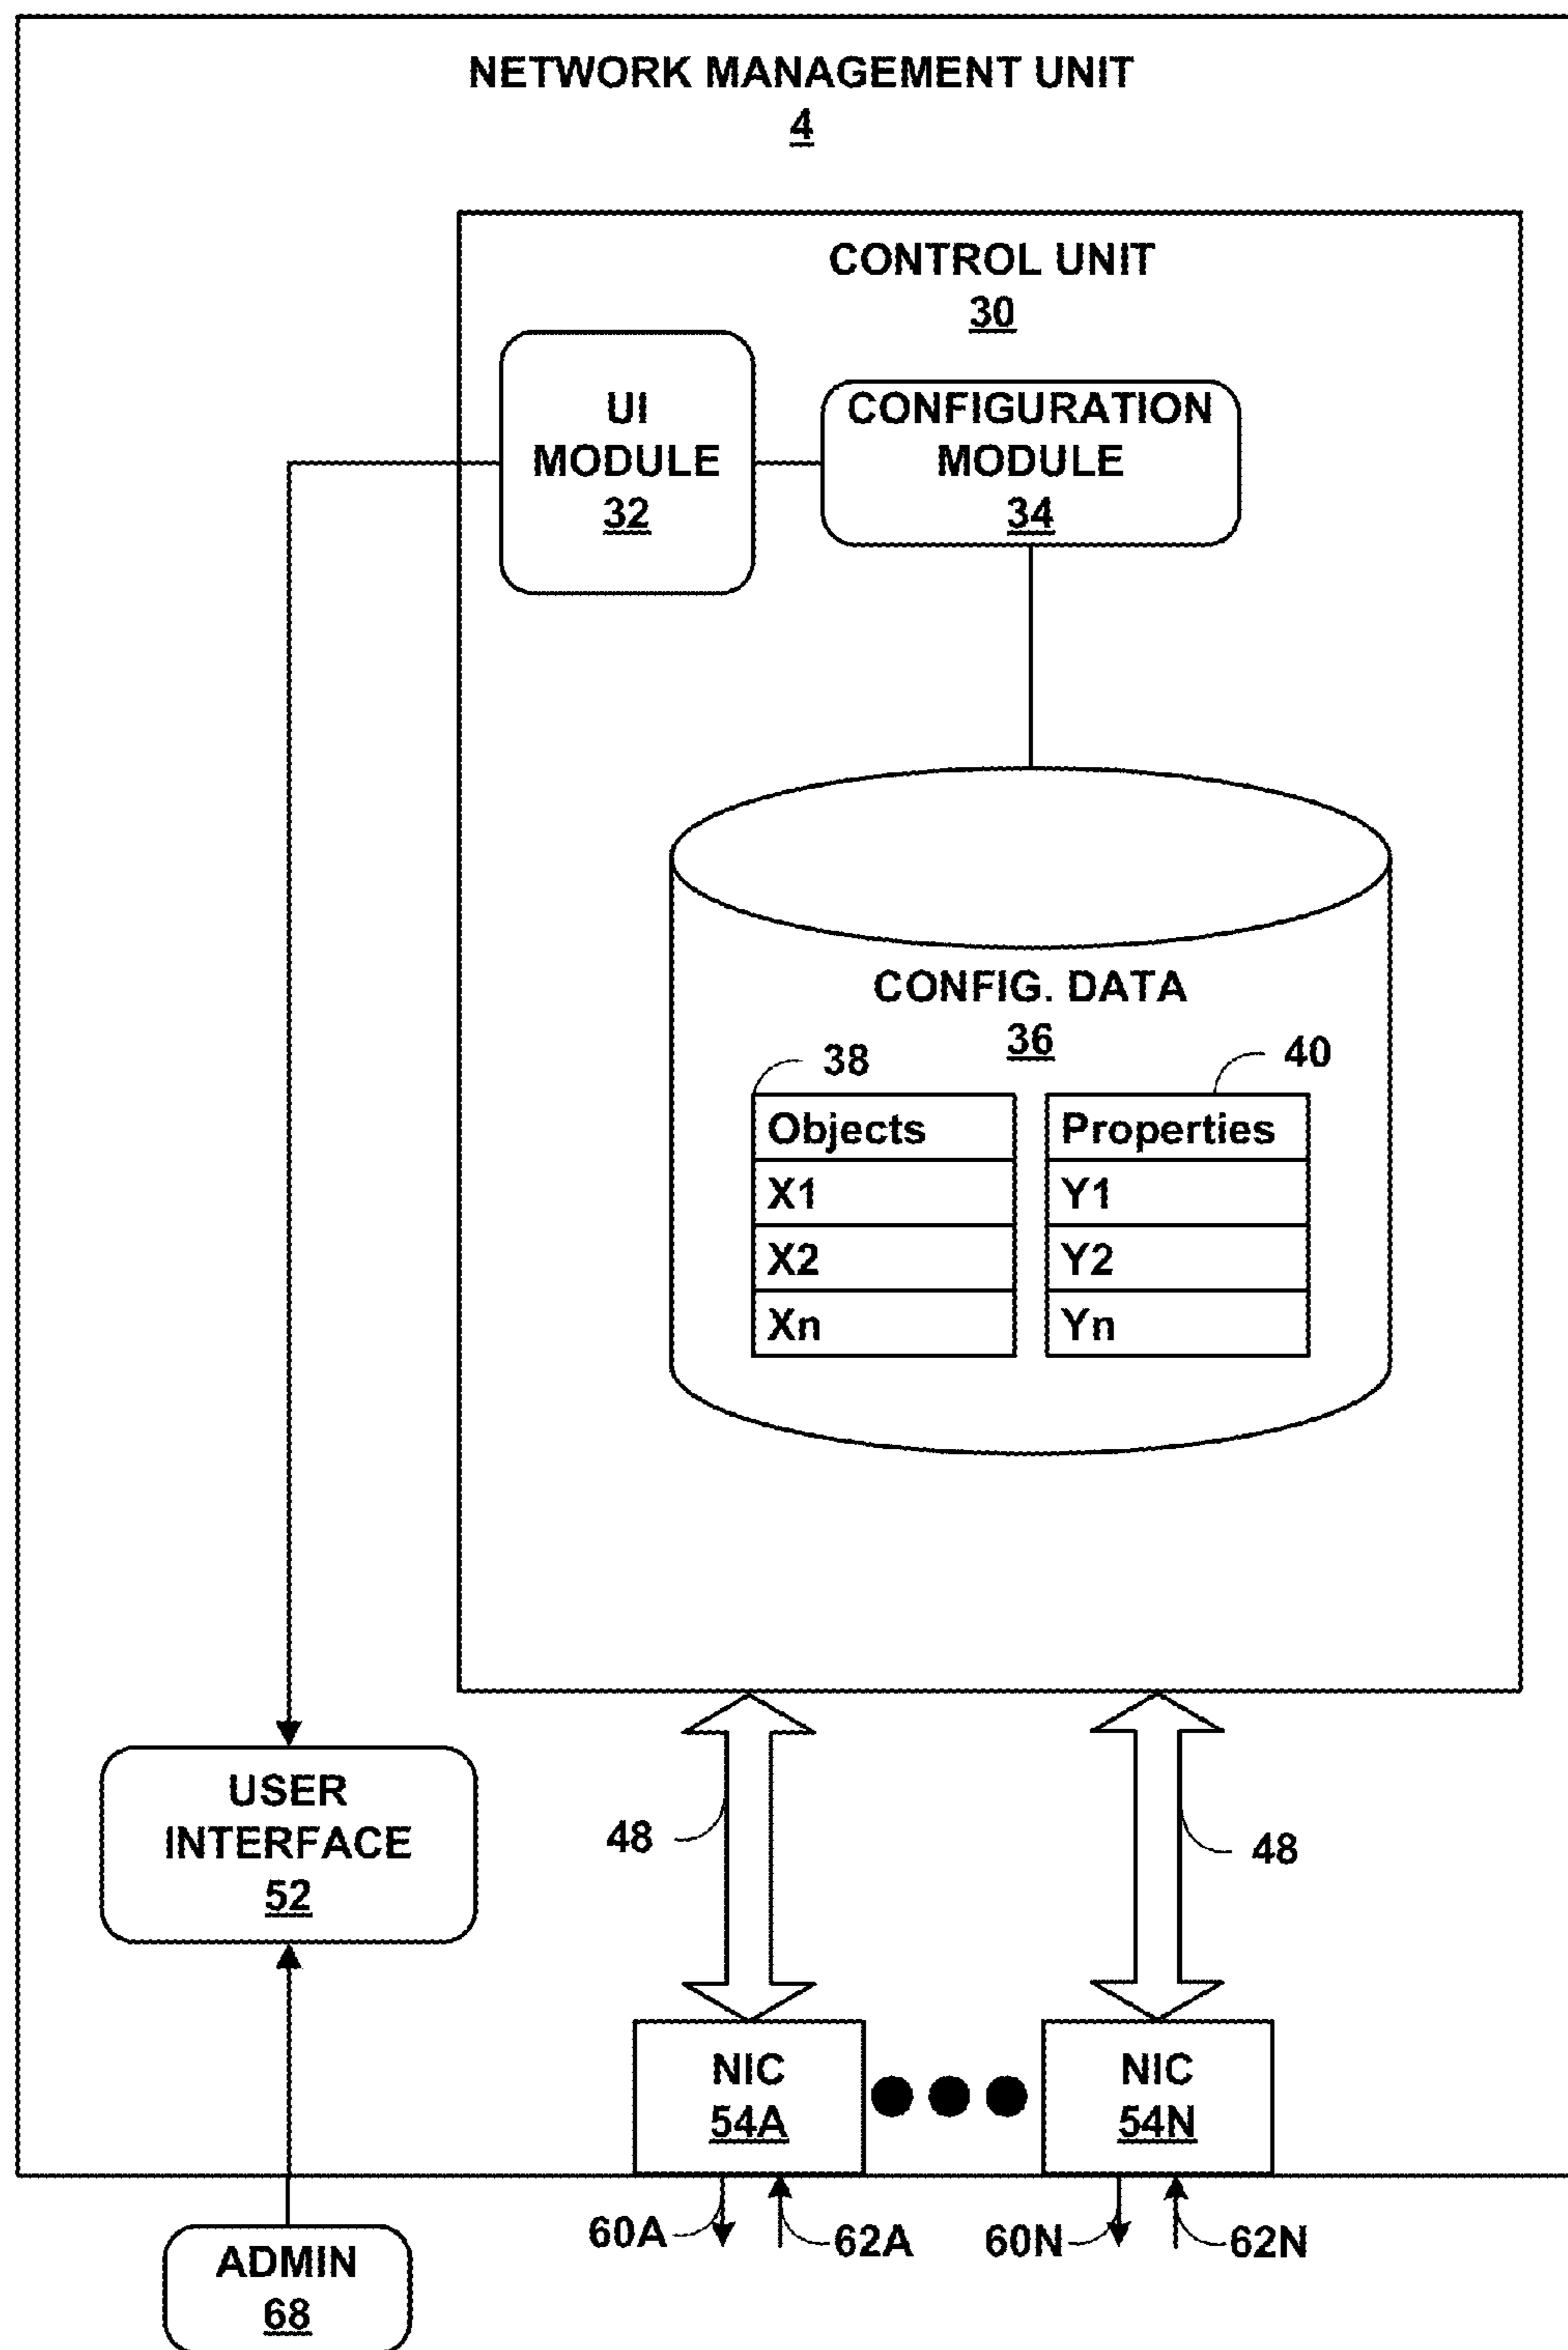 NETWORK MANAGEMENT UNIT
4
CONTROL UNIT
30
UI
MODULE
32
CONFIGURATION
MODULE
34
CONFIG. DATA
36
38
40
Objects
X1
X2
Xn
Properties
Y1
Y2
Yn
USER
INTERFACE
52
48
48
NIC
54A
NIC
54N
60A
62A
60N
62N
ADMIN
68